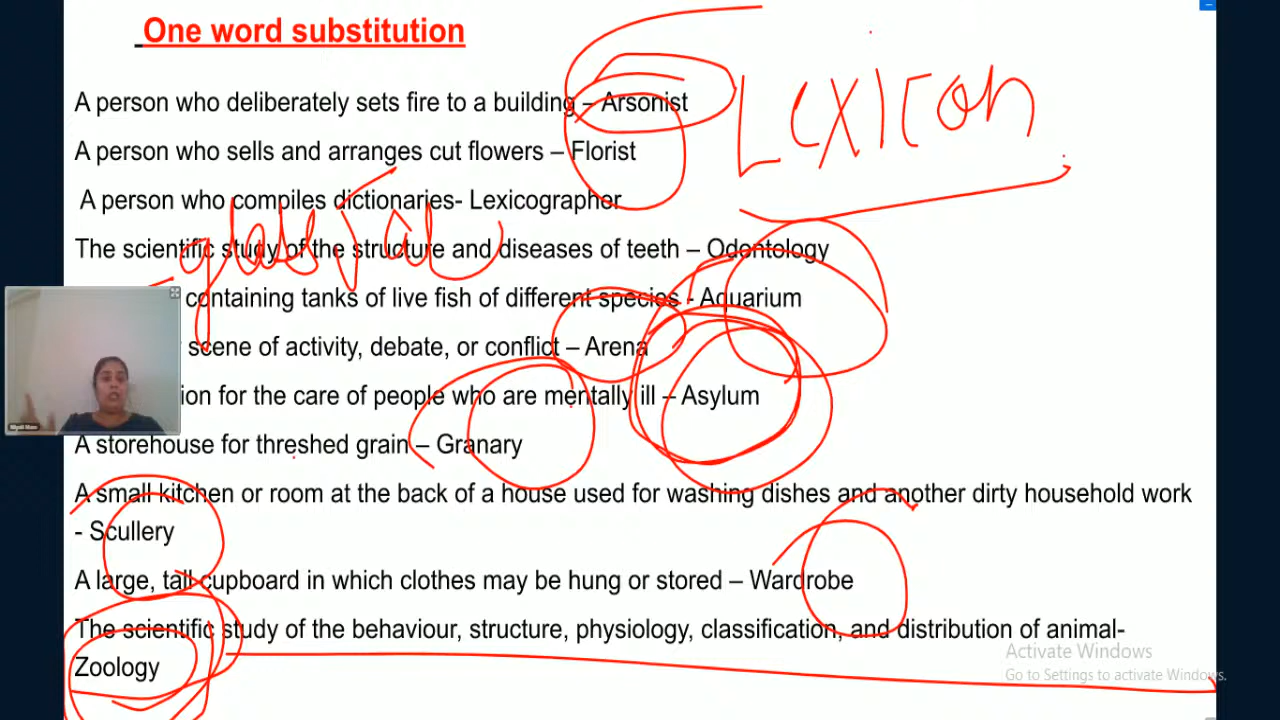 One word substitution
A person who deliberately sets fire to a building – Arsonist
Lexicon
A person who sells and arranges cut flowers – Florist
A person who compiles dictionaries- Lexicographer
The scientific study of the structure and diseases of teeth – Odontology
containing tanks of live fish of different species - Aquarium
scene of activity, debate, or conflict – Arena
ion for the care of people who are mentally ill – Asylum
A storehouse for threshed grain – Granary
A small kitchen or room at the back of a house used for washing dishes and another dirty household work
- Scullery
A large, tall cupboard in which clothes may be hung or stored – Wardrobe
The scientific study of the behaviour, structure, physiology, classification, and distribution of animal-
Zoology
Activate Windows
Go to Settings to activate Windows.